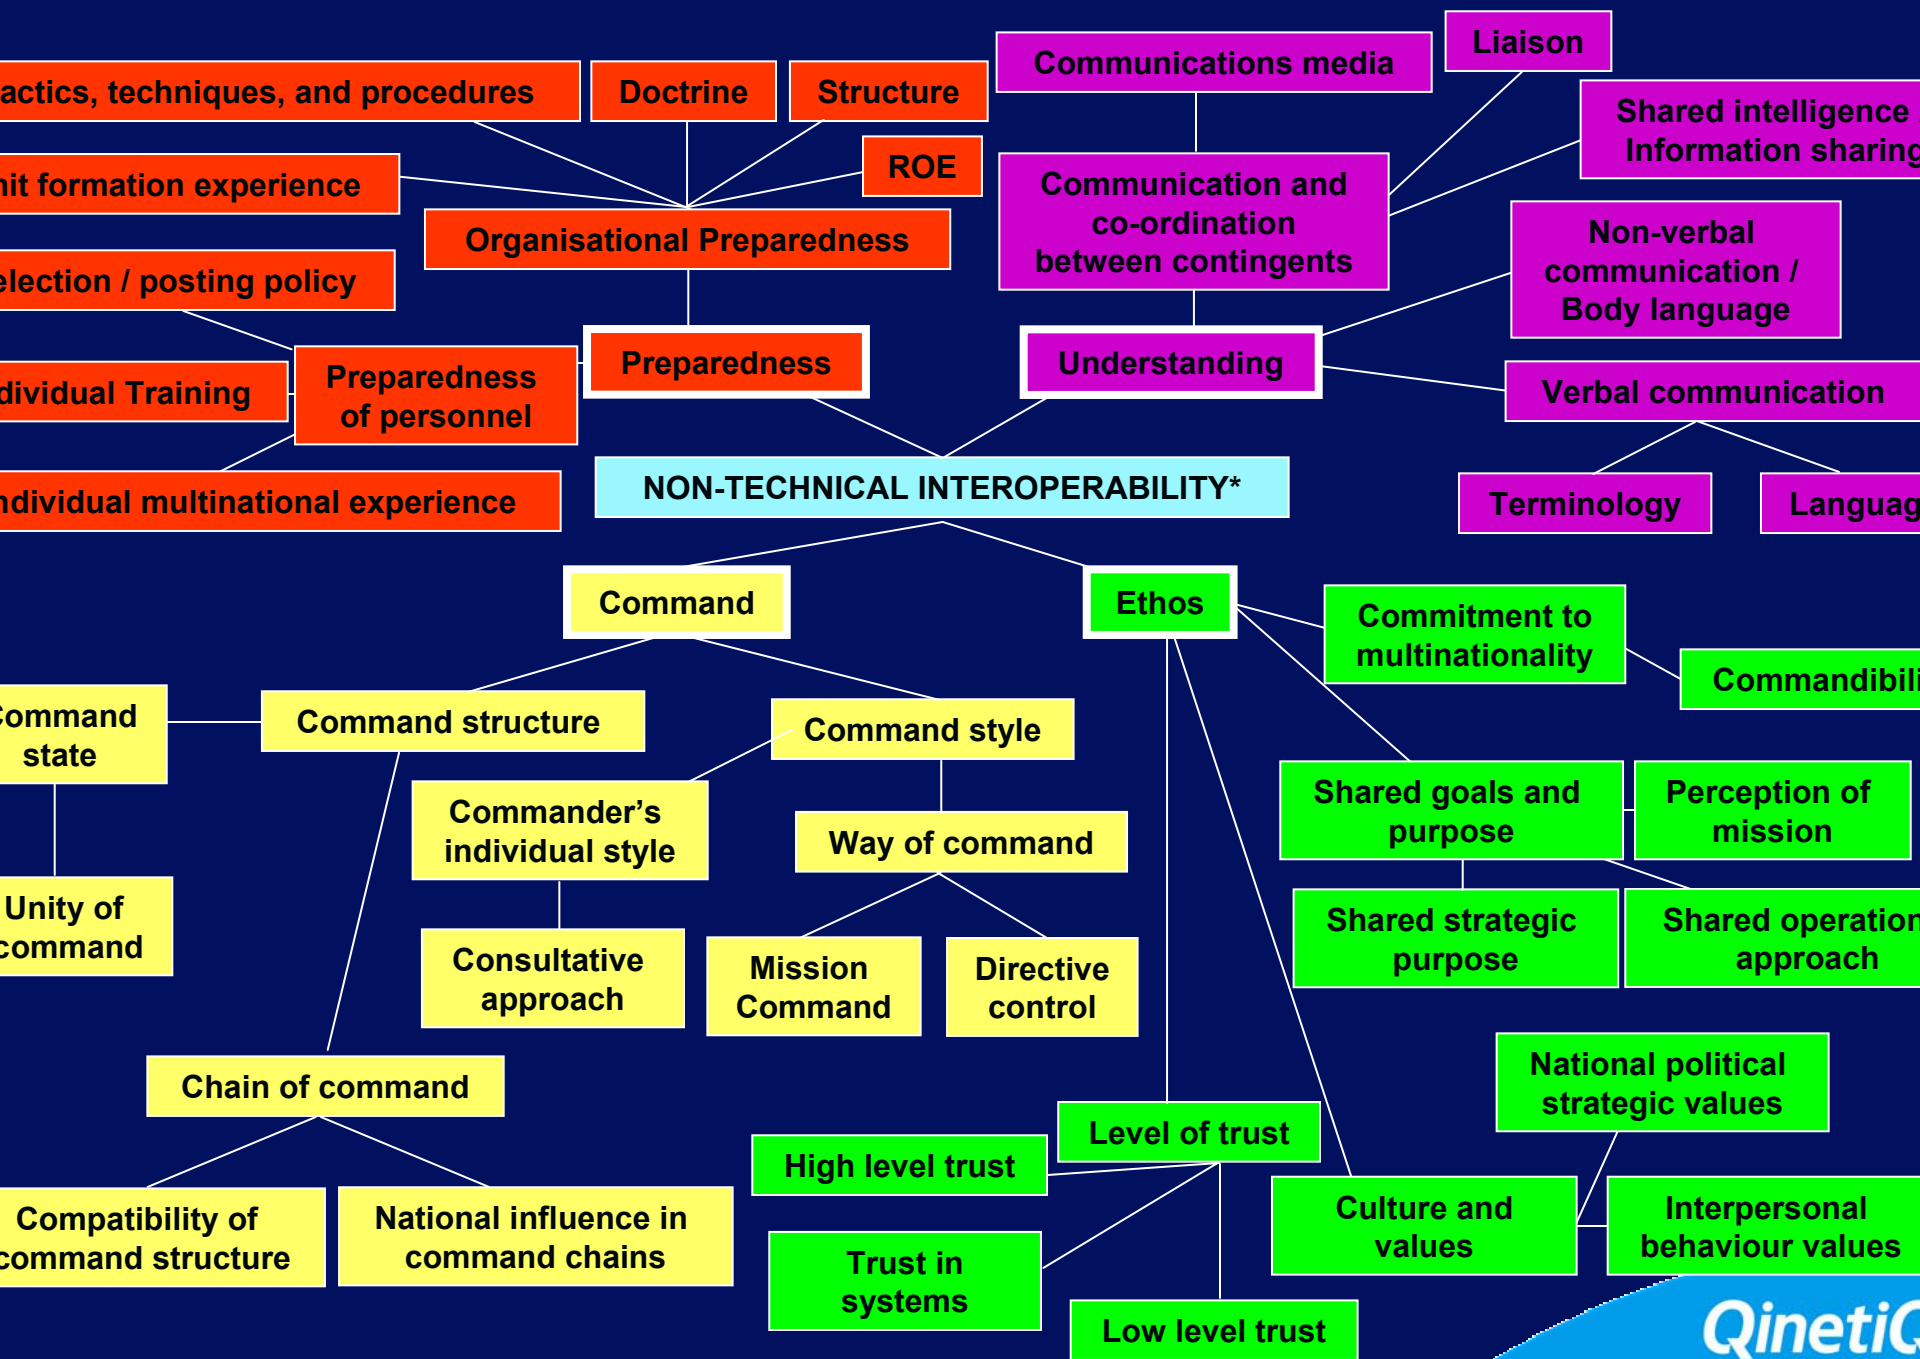 actics, techniques, and procedures
Doctrine
Structure
Communications media
Liaison
Shared intelligence /
Information sharing
nit formation experience
ROE
Communication and
co-ordination
between contingents
Organisational Preparedness
Non-verbal
communication /
Body language
election / posting policy
Preparedness
of personnel
Preparedness
Understanding
dividual Training
Verbal communication
ndividual multinational experience
NON-TECHNICAL INTEROPERABILITY*
Terminology
Languag
Command
Ethos
Commitment to
multinationality
Commandibili
Command
state
Command structure
Command style
Commander’s
individual style
Way of command
Shared goals and
purpose
Perception of
mission
Unity of
command
Consultative
approach
Mission
Command
Directive
control
Shared strategic
purpose
Shared operation
approach
Chain of command
National political
strategic values
Level of trust
High level trust
Compatibility of
command structure
National influence in
command chains
Culture and
values
Interpersonal
behaviour values
Trust in
systems
Low level trust
QinetiQ